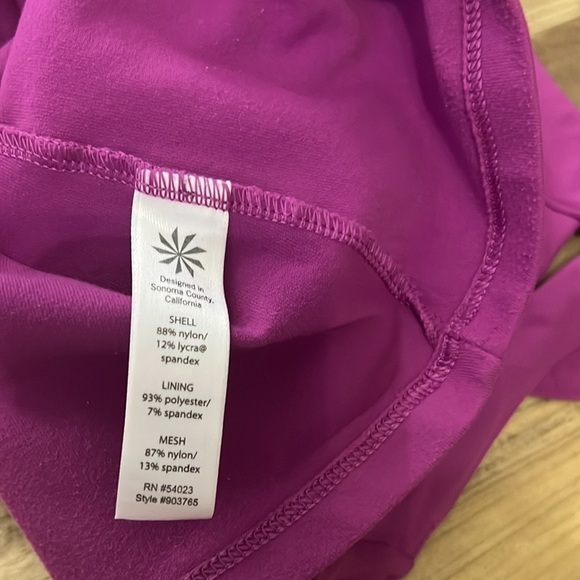 Designed in
Sonoma County,
California
SHELL
88% nylon/
12% lycra@
spandex
LINING
93% polyester/
7% spandex
MESH
87% nylon/
13% spandex
RN #54023
Style #903765